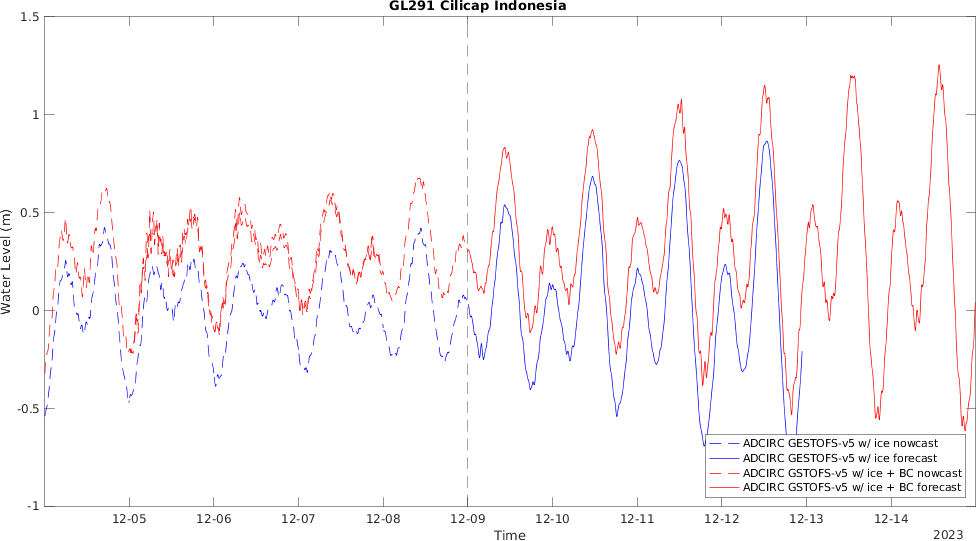 GL291 Cilicap Indonesia
1.5
1
0.5
0
-0.5
-1
Water Level (m)
12-05 12-06 12-07 12-08 12-09 12-10 12-11 12-12 12-13 12-14
Time
2023
ADCIRC GESTOFS-v5 w/ ice nowcast
ADCIRC GESTOFS-v5 w/ ice forecast
ADCIRC GSTOFS-v5 w/ ice + BC nowcast
ADCIRC GSTOFS-v5 w/ ice + BC forecast